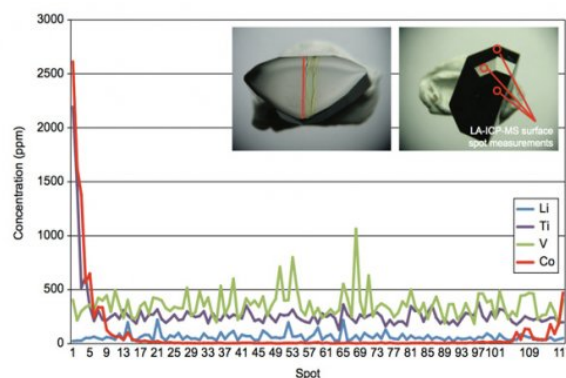 3000
2500
2000
1500
1000
500
0
Concentration (ppm)
LA-ICP-MS surface
spot measurements
Li
Ti
V
Co
1 5 9 13 17 21 25 29 33 37 41 45 49 53 57 61 65 69 73 77 81 85 89 93 97 101 109 11
Spot